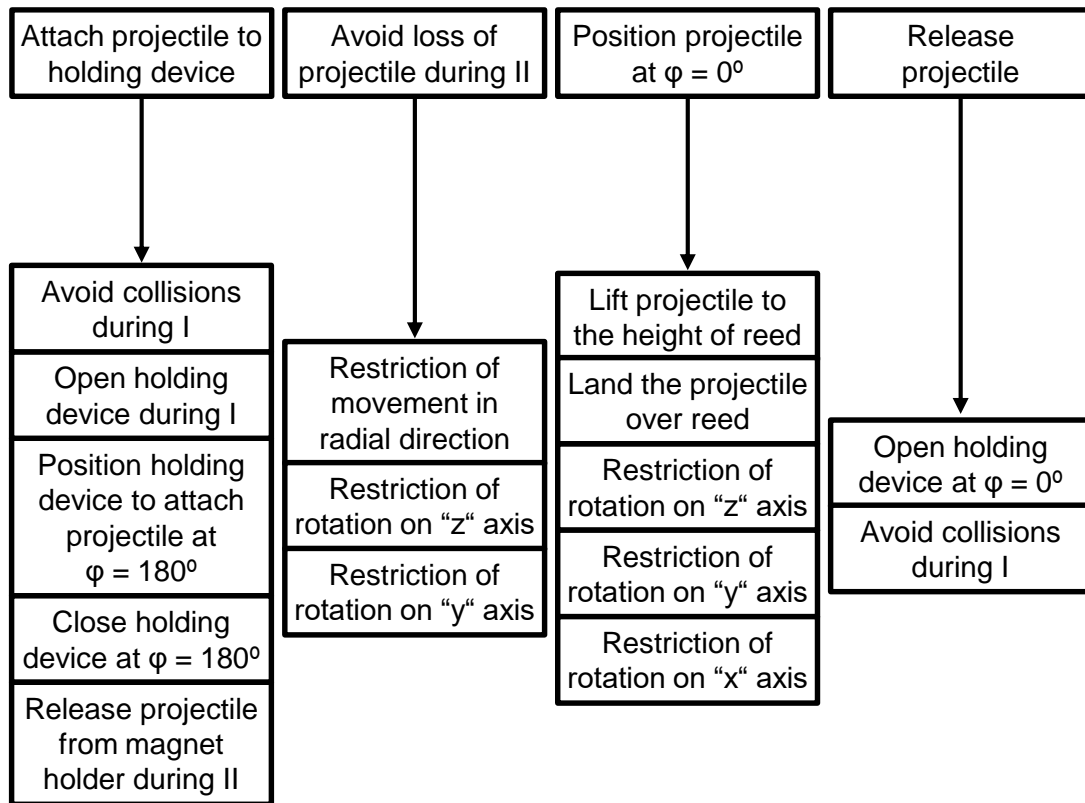 Attach projectile to
holding device
Avoid loss of
projectile during II
Position projectile
at φ = 0º
Release
projectile
Avoid collisions
during I
Open holding
device during I
Position holding
device to attach
projectile at
φ = 180º
Close holding
device at φ = 180º
Release projectile
from magnet
holder during II
Restriction of
movement in
radial direction
Restriction of
rotation on “z“ axis
Restriction of
rotation on “y“ axis
Lift projectile to
the height of reed
Land the projectile
over reed
Restriction of
rotation on “z“ axis
Restriction of
rotation on “y“ axis
Restriction of
rotation on “x“ axis
Open holding
device at φ = 0º
Avoid collisions
during I